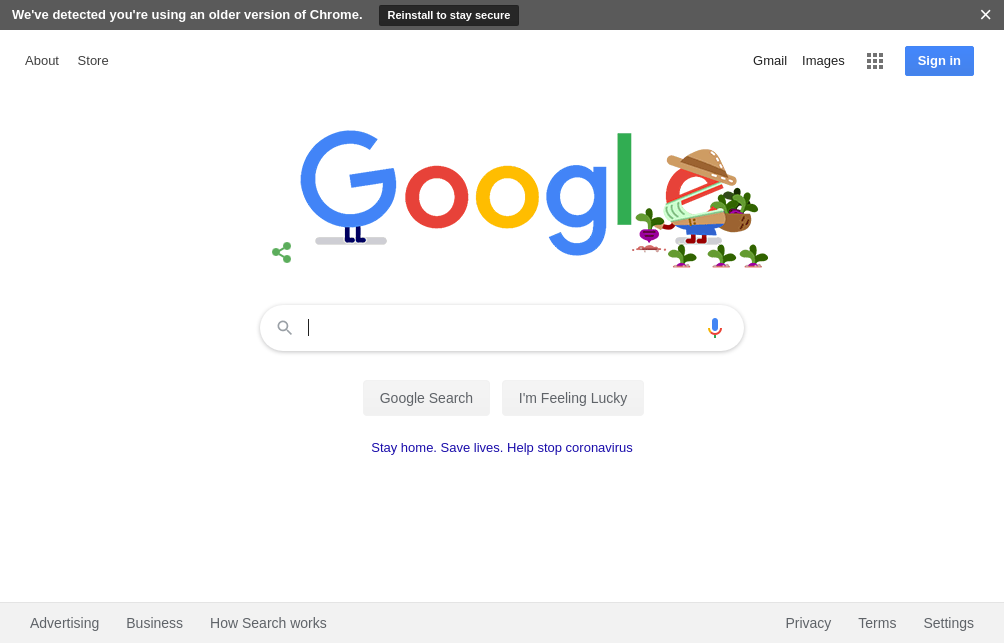 We've detected you're using an older version of Chrome. Reinstall to stay secure
About Store Gmail Images Sign in
Google
Google Search I'm Feeling Lucky
Stay home. Save lives. Help stop coronavirus
Advertising Business How Search works Privacy Terms Settings